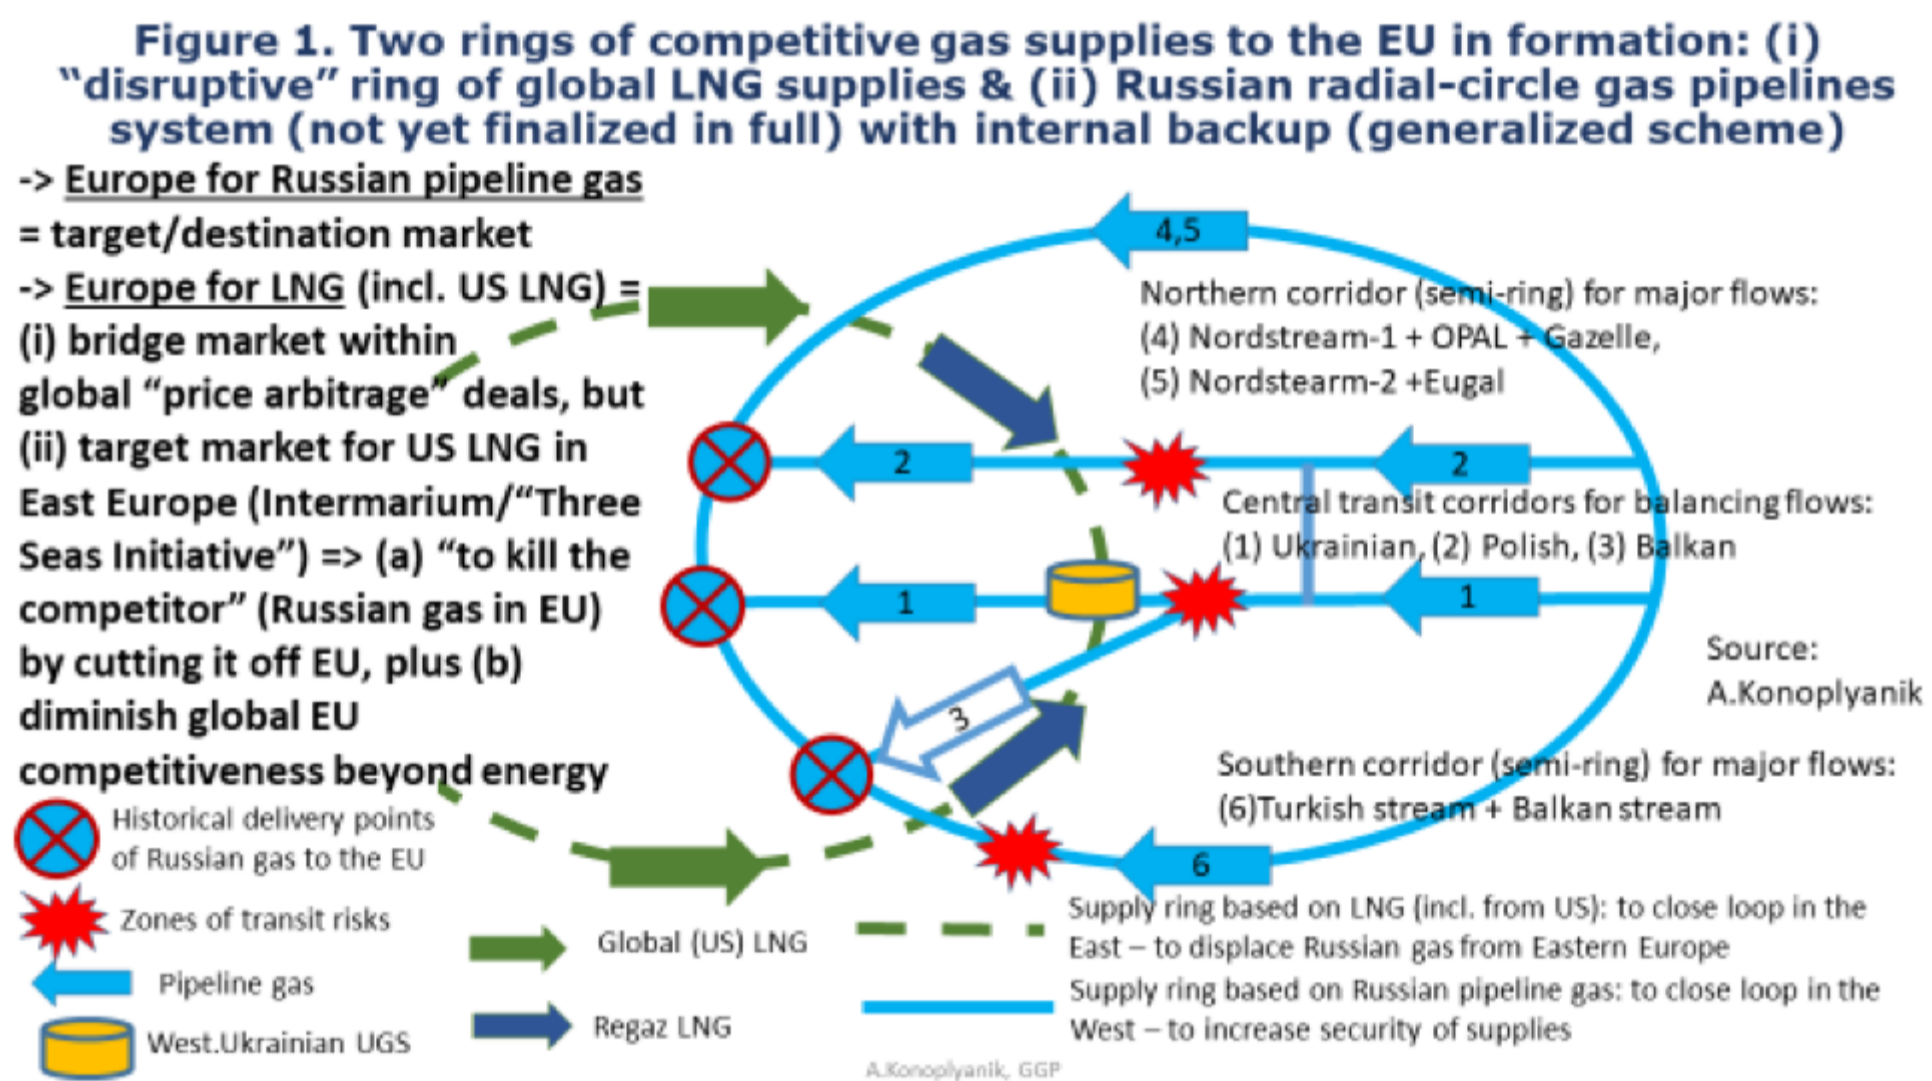 Figure 1. Two rings of competitive gas supplies to the EU in formation: (i)
“disruptive” ring of global LNG supplies & (ii) Russian radial-circle gas pipelines
system (not yet finalized in full) with internal backup (generalized scheme)
-> Europe for Russian pipeline gas
= target/destination market
-> Europe for LNG (incl. US LNG) =
(i) bridge market within
global “price arbitrage” deals, but
(ii) target market for US LNG in
East Europe (Intermarium/“Three
Seas Initiative”) => (a) “to kill the
competitor” (Russian gas in EU)
by cutting it off EU, plus (b)
diminish global EU
competitiveness beyond energy
4,5
Northern corridor (semi-ring) for major flows:
(4) Nordstream-1 + OPAL + Gazelle,
(5) Nordstearm-2 +Eugal
2
2
Central transit corridors for balancing flows:
(1) Ukrainian, (2) Polish, (3) Balkan
1
1
Source:
A.Konoplyanik
3
Southern corridor (semi-ring) for major flows:
(6)Turkish stream + Balkan stream
6
Historical delivery points
of Russian gas to the EU
Zones of transit risks
Pipeline gas
West.Ukrainian UGS
Global (US) LNG
Regaz LNG
Supply ring based on LNG (incl. from US): to close loop in the
East – to displace Russian gas from Eastern Europe
Supply ring based on Russian pipeline gas: to close loop in the
West – to increase security of supplies
A.Konoplyanik, GGP